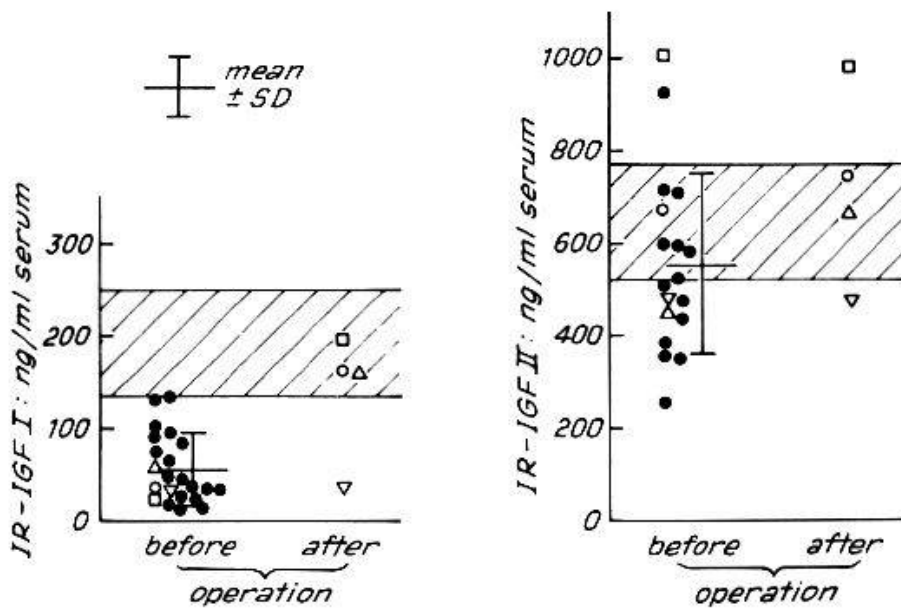 mean
± SD
IR-IGF I: ng/ml serum
300
200
100
0
before
after
operation
IR-IGF II: ng/ml serum
1000
800
600
400
200
0
before
after
operation